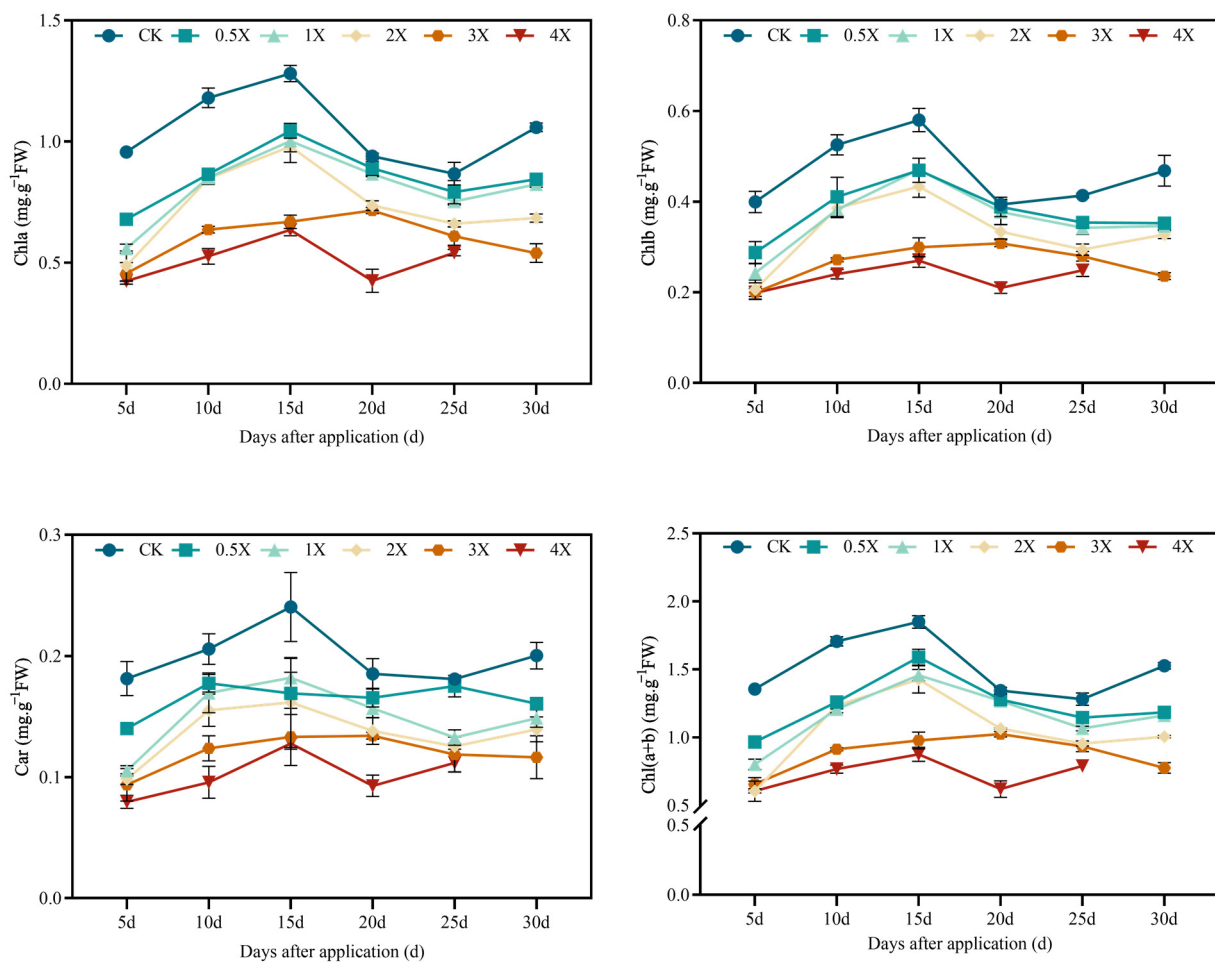 Chla (mg.g⁻¹FW)
CK 0.5X 1X 2X 3X 4X
1.5
1.0
0.5
0.0
5d 10d 15d 20d 25d 30d
Days after application (d)
Chlb (mg.g⁻¹FW)
CK 0.5X 1X 2X 3X 4X
0.8
0.6
0.4
0.2
0.0
5d 10d 15d 20d 25d 30d
Days after application (d)
Car (mg.g⁻¹FW)
CK 0.5X 1X 2X 3X 4X
0.3
0.2
0.1
0.0
5d 10d 15d 20d 25d 30d
Days after application (d)
Chl(a+b) (mg.g⁻¹FW)
CK 0.5X 1X 2X 3X 4X
2.5
2.0
1.5
1.0
0.5
0.5
0.0
5d 10d 15d 20d 25d 30d
Days after application (d)